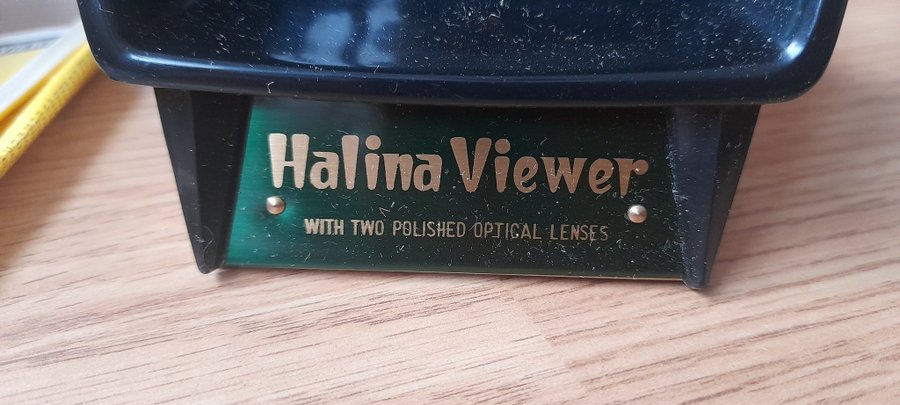 Halina Viewer
WITH TWO POLISHED OPTICAL LENSES